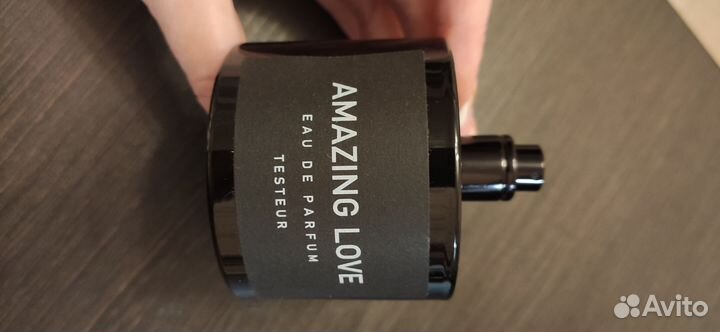 AMAZING LOVE
EAU DE PARFUM
TESTEUR
Avito